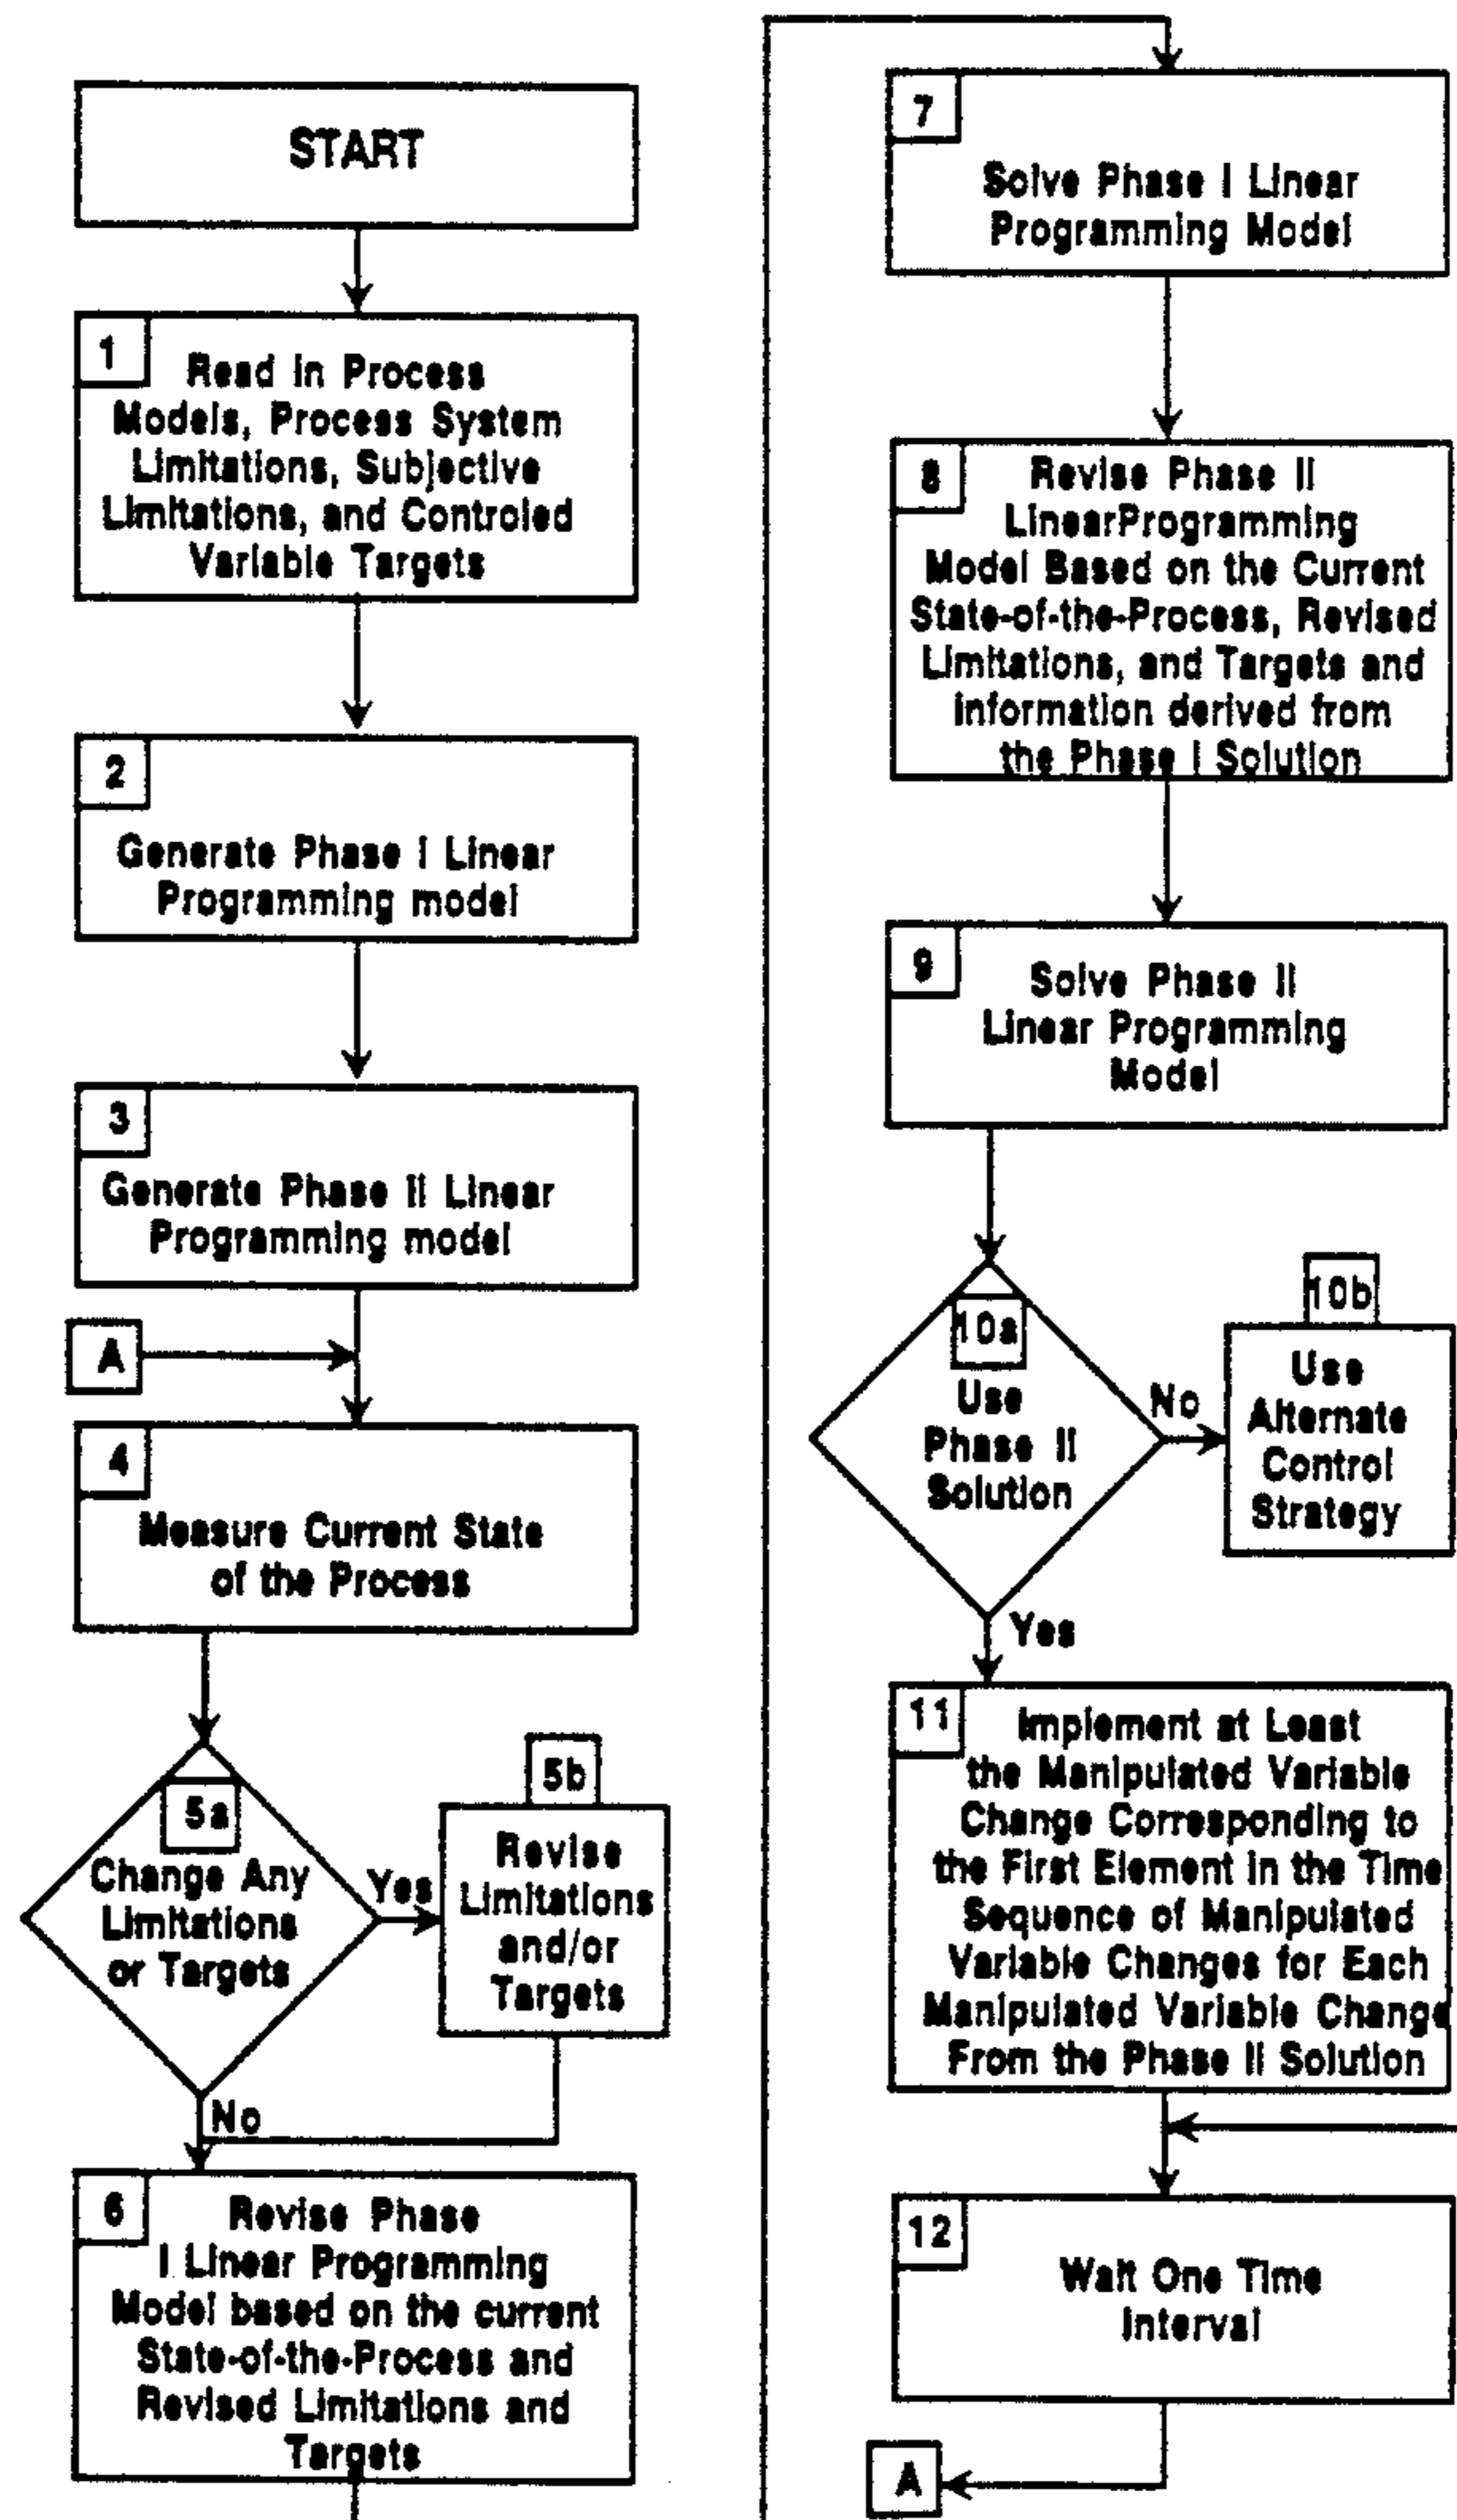 START
1
Read in Process
Models, Process System
Limitations, Subjective
Limitations, and Controled
Variable Targets
2
Generate Phase I Linear
Programming model
3
Generate Phase II Linear
Programming model
A
4
Measure Current State
of the Process
5a
Change Any
Limitations
or Targets
Yes
5b
Revise
Limitations
and/or
Targets
No
6
Revise Phase
I Linear Programming
Model based on the current
State-of-the-Process and
Revised Limitations and
Targets
7
Solve Phase I Linear
Programming Model
8
Revise Phase II
LinearProgramming
Model Based on the Current
State-of-the-Process, Revised
Limitations, and Targets and
information derived from
the Phase I Solution
9
Solve Phase II
Linear Programming
Model
10a
Use
Phase II
Solution
No
10b
Use
Alternate
Control
Strategy
Yes
11
Implement at Least
the Manipulated Variable
Change Corresponding to
the First Element in the Time
Sequence of Manipulated
Variable Changes for Each
Manipulated Variable Change
From the Phase II Solution
12
Wait One Time
Interval
A